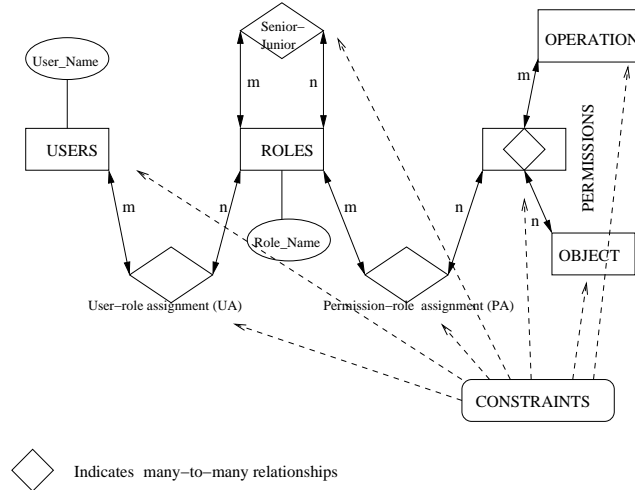 Senior–
Junior
OPERATION
User_Name
m
n
m
USERS
ROLES
PERMISSIONS
m
n
m
n
n
Role_Name
OBJECT
User–role assignment (UA)
Permission–role assignment (PA)
CONSTRAINTS
Indicates many–to–many relationships